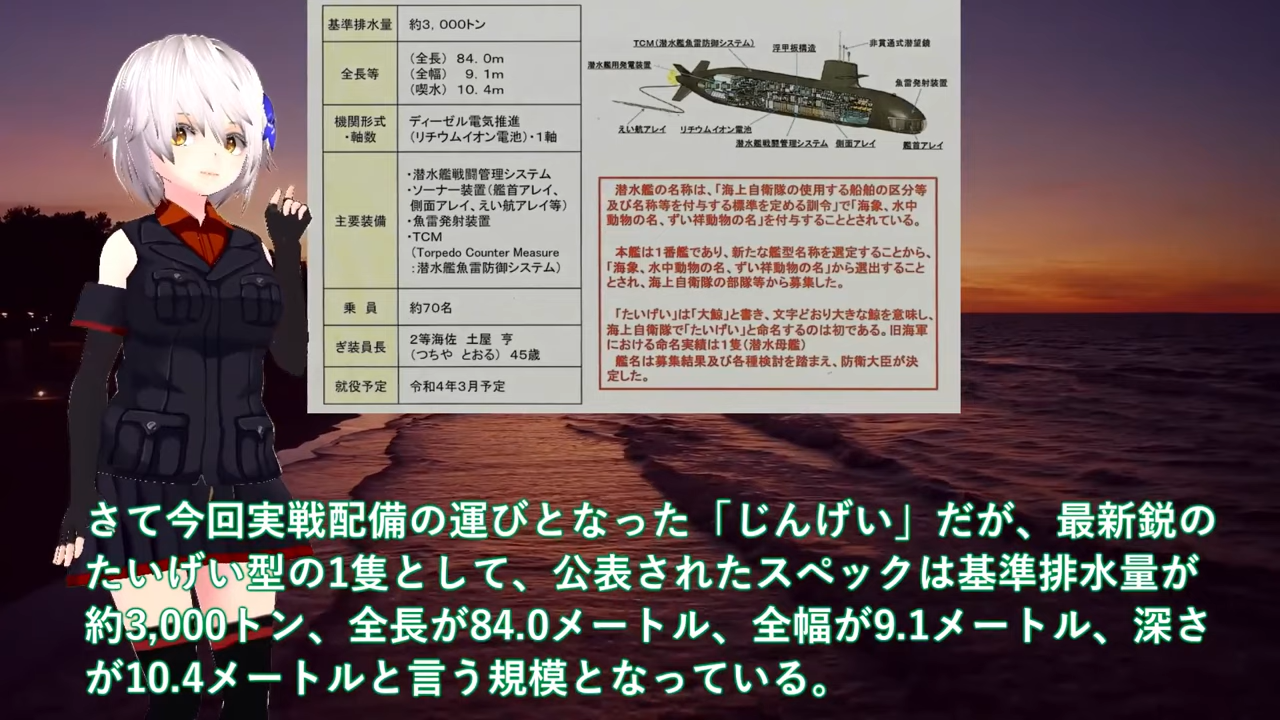 基準排水量 約3,000トン
全長等
(全長) 84.0m
(全幅) 9.1m
(喫水) 10.4m
機関形式
・軸数
ディーゼル電気推進
(リチウムイオン電池)・1軸
主要装備
・潜水艦戦闘管理システム
・ソーナー装置(艦首アレイ、
側面アレイ、えい航アレイ等)
・魚雷発射装置
・TCM
(Torpedo Counter Measure
:潜水艦魚雷防御システム)
乗 員 約70名
ぎ装員長
2等海佐 土屋 亨
(つちや とおる) 45歳
就役予定 令和4年3月予定
TCM(潜水艦魚雷防御システム)
浮甲板構造
非貫通式潜望鏡
潜水艦用発電装置
魚雷発射装置
えい航アレイ
リチウムイオン電池
潜水艦戦闘管理システム
側面アレイ
艦首アレイ
潜水艦の名称は、「海上自衛隊の使用する船舶の区分等
及び名称等を付与する標準を定める訓令」で「海象、水中
動物の名、ずい祥動物の名」を付与することとされている。
本艦は1番艦であり、新たな艦型名称を選定することから、
「海象、水中動物の名、ずい祥動物の名」から選出すること
とされ、海上自衛隊の部隊等から募集した。
「たいげい」は「大鯨」と書き、文字どおり大きな鯨を意味し、
海上自衛隊で「たいげい」と命名するのは初である。旧海軍
における命名実績は1隻(潜水母艦)
艦名は募集結果及び各種検討を踏まえ、防衛大臣が決
定した。
さて今回実戦配備の運びとなった「じんげい」だが、最新鋭の
たいげい型の1隻として、公表されたスペックは基準排水量が
約3,000トン、全長が84.0メートル、全幅が9.1メートル、深さ
が10.4メートルと言う規模となっている。